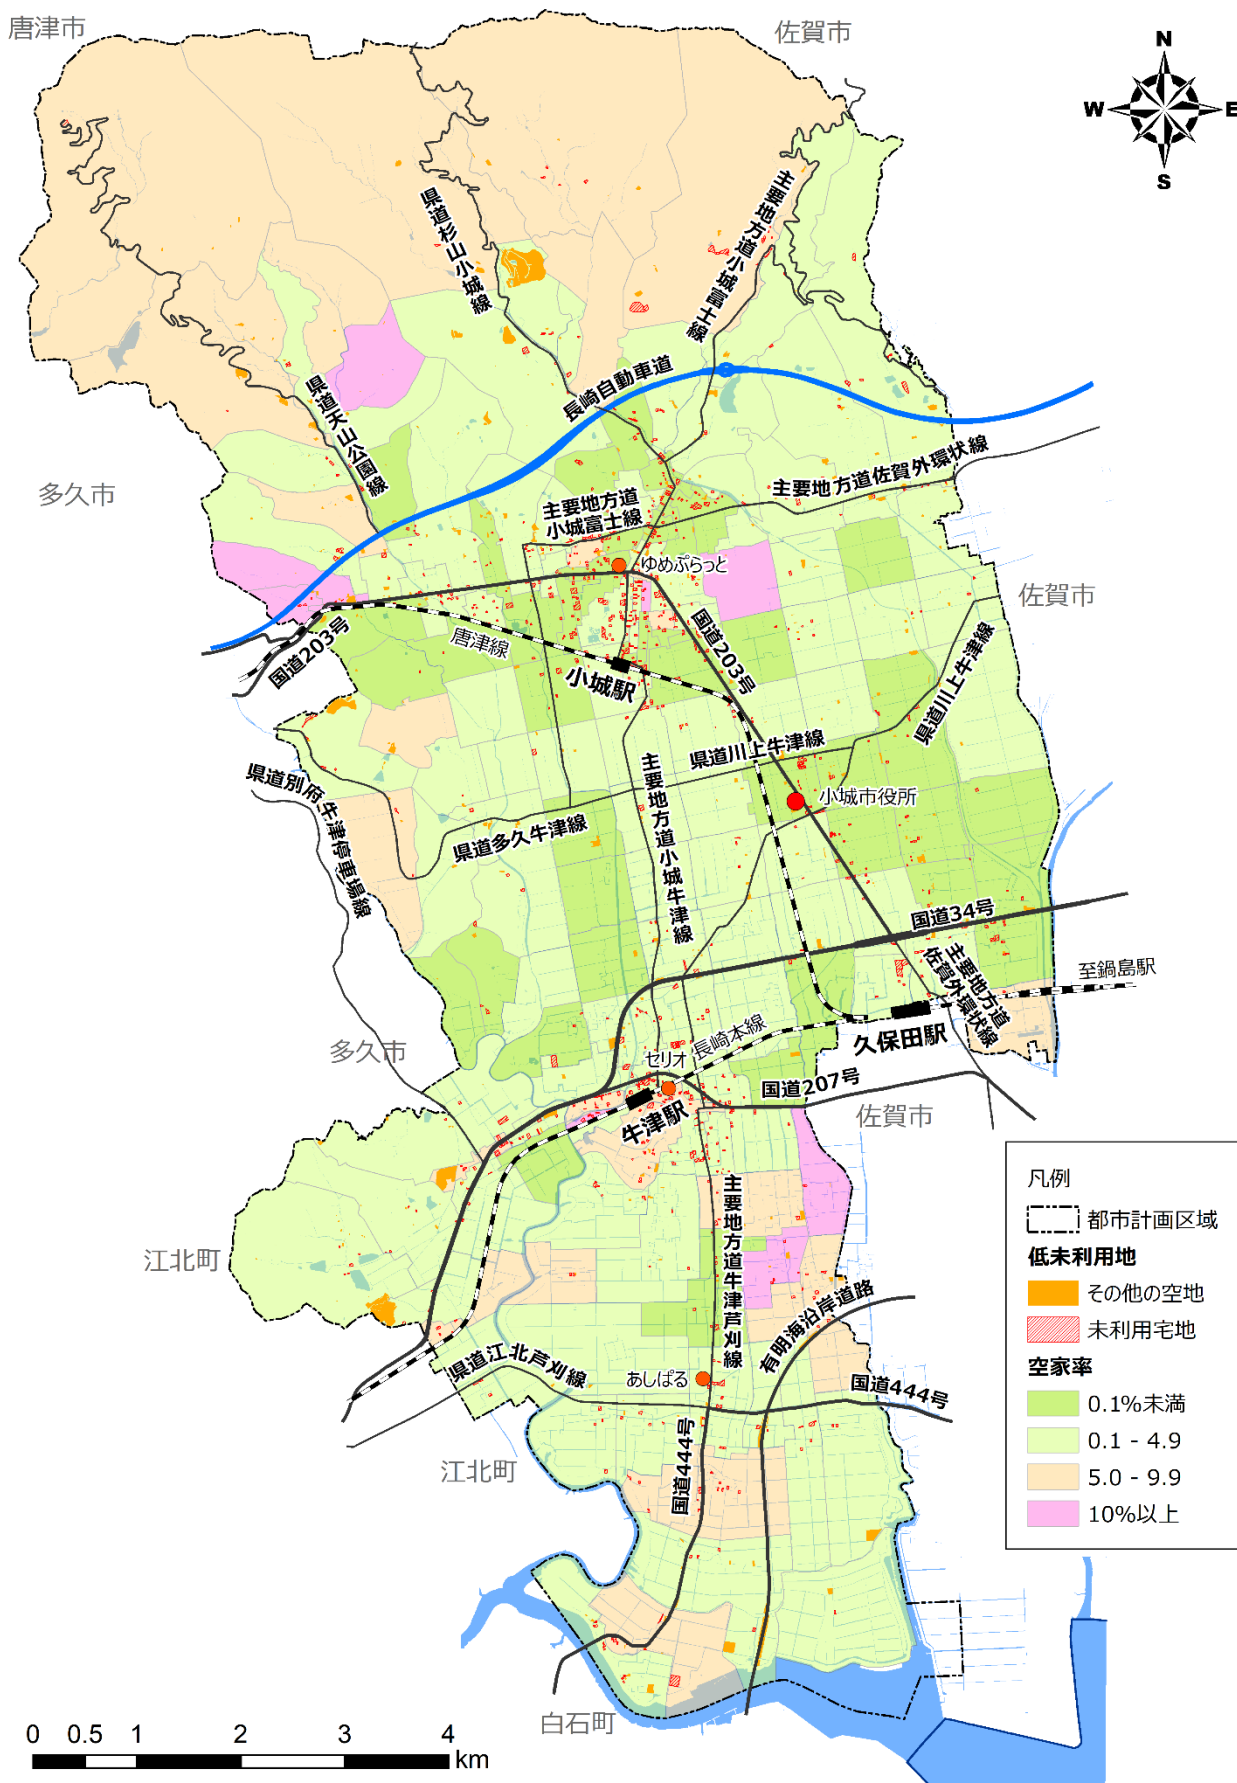 唐津市
佐賀市
N
W
E
S
県道杉山小城線
主要地方道小城富士線
長崎自動車道
県道天山公園線
多久市
主要地方道佐賀外環状線
主要地方道
小城富士線
ゆめぷらっと
佐賀市
国道203号
唐津線
小城駅
国道203号
県道川上牛津線
県道川上牛津線
主要地方道小城牛津線
小城市役所
県道別府牛津停車場線
県道多久牛津線
国道34号
主要地方道
佐賀外環状線
至鍋島駅
久保田駅
多久市
長崎本線
セリオ
国道207号
牛津駅
佐賀市
主要地方道牛津芦刈線
江北町
有明海沿岸道路
県道江北芦刈線
あしぱる
国道444号
国道444号
江北町
白石町
凡例
都市計画区域
低未利用地
その他の空地
未利用宅地
空家率
0.1%未満
0.1 - 4.9
5.0 - 9.9
10%以上
0 0.5 1 2 3 4
km